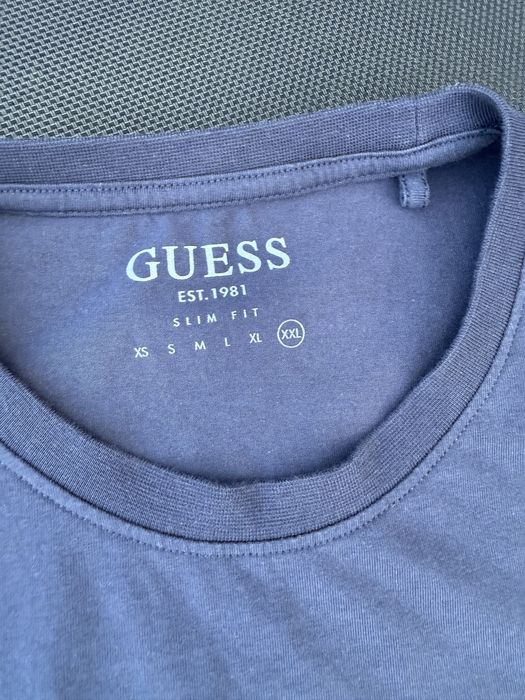 GUESS
EST.1981
SLIM FIT
XS S M L XL XXL